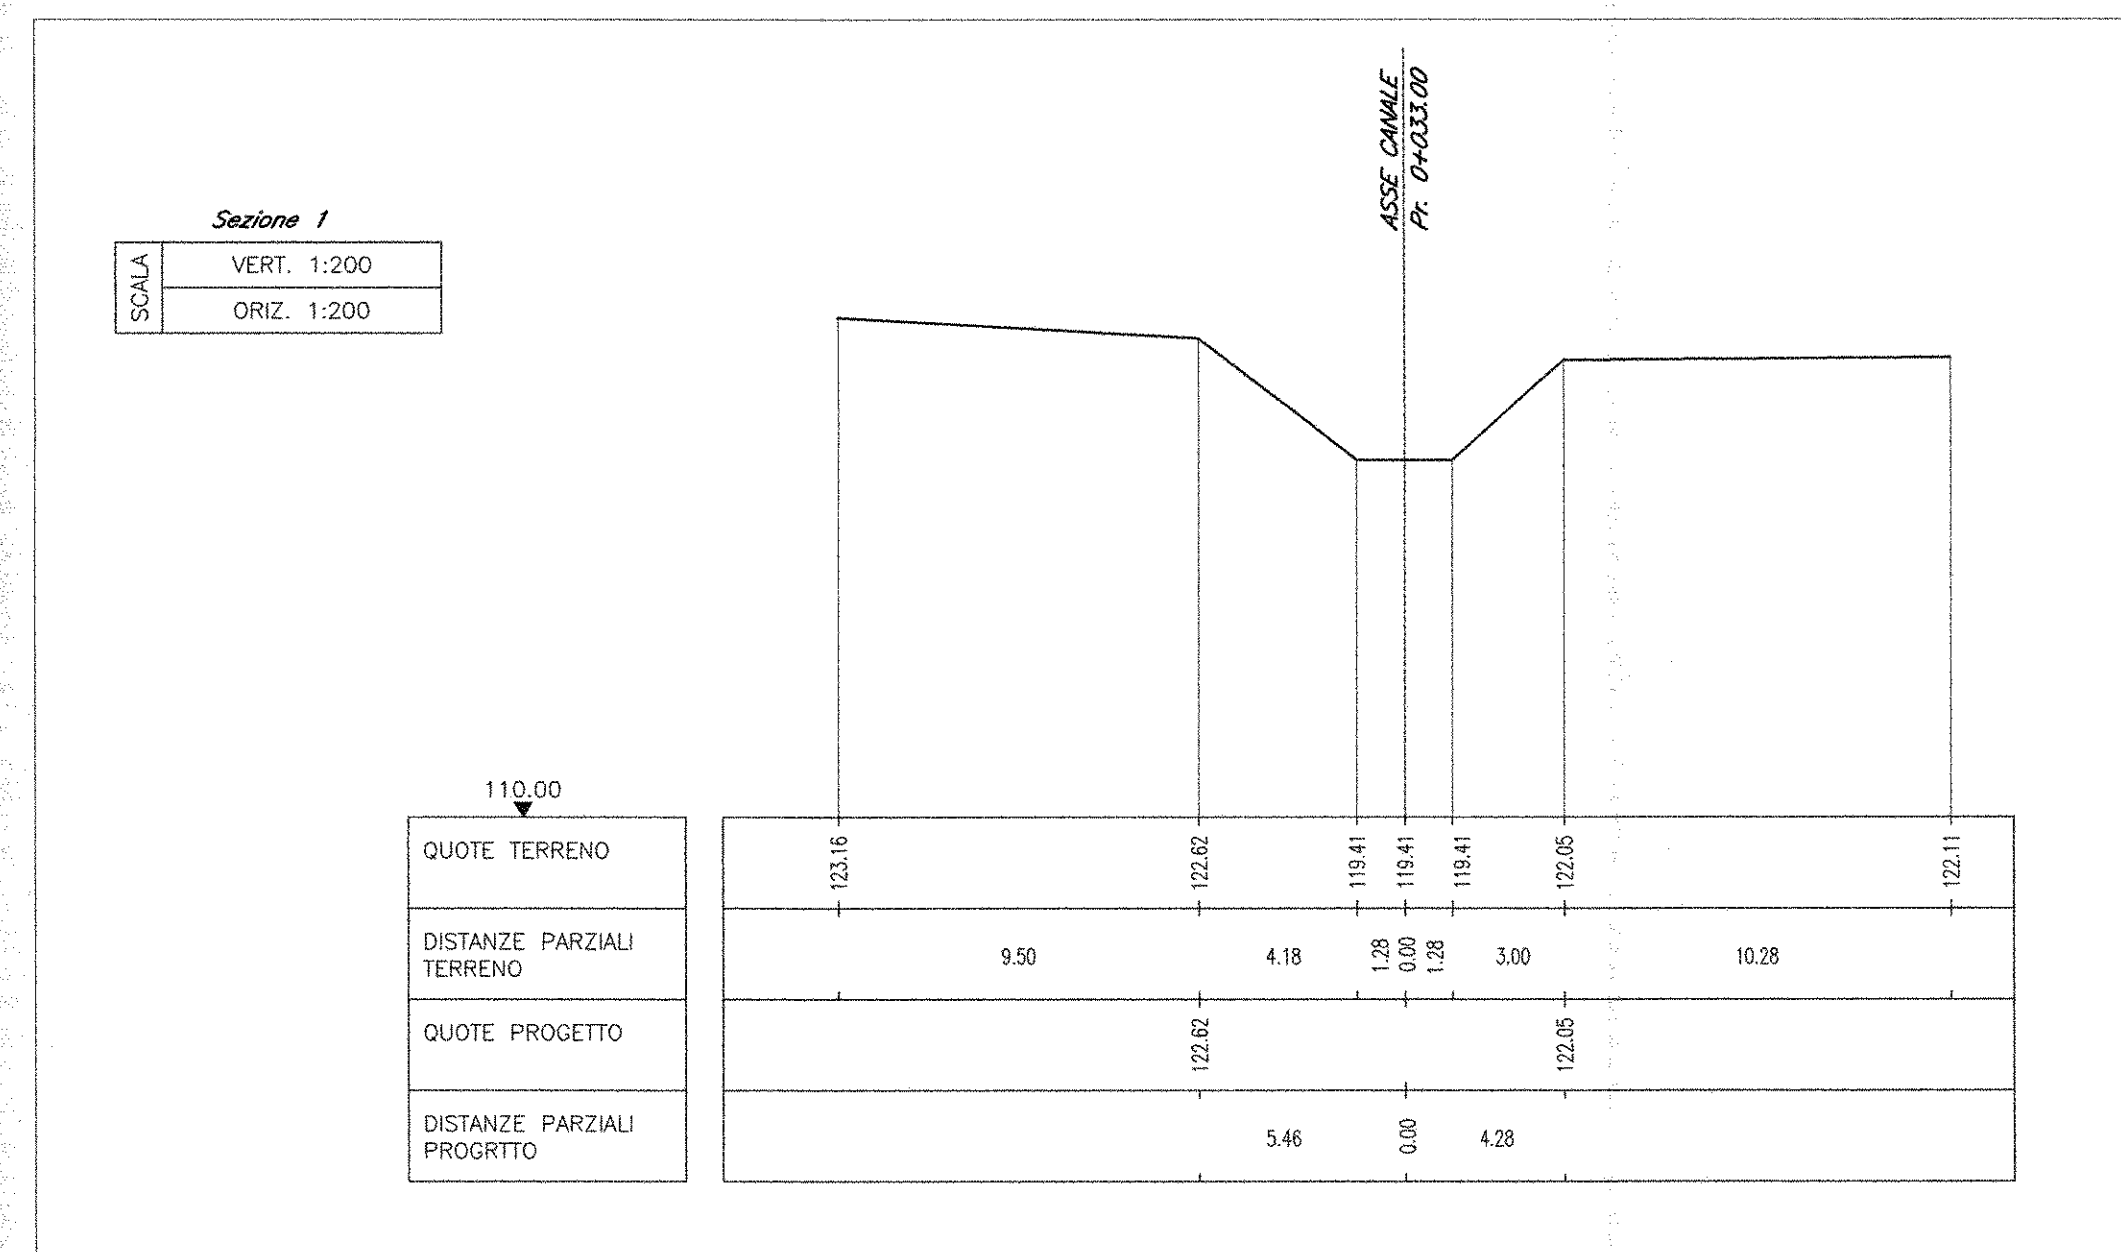 ASSE CANALE
Pr. 0+033.00
Sezione 1
SCALA
VERT. 1:200
ORIZ. 1:200
110.00
QUOTE TERRENO
123.16 122.62 119.41 119.41 119.41 122.05 122.11
DISTANZE PARZIALI
TERRENO
9.50 4.18 1.28 0.00 1.28 3.00 10.28
QUOTE PROGETTO
122.62 122.05
DISTANZE PARZIALI
PROGRTTO
5.46 0.00 4.28